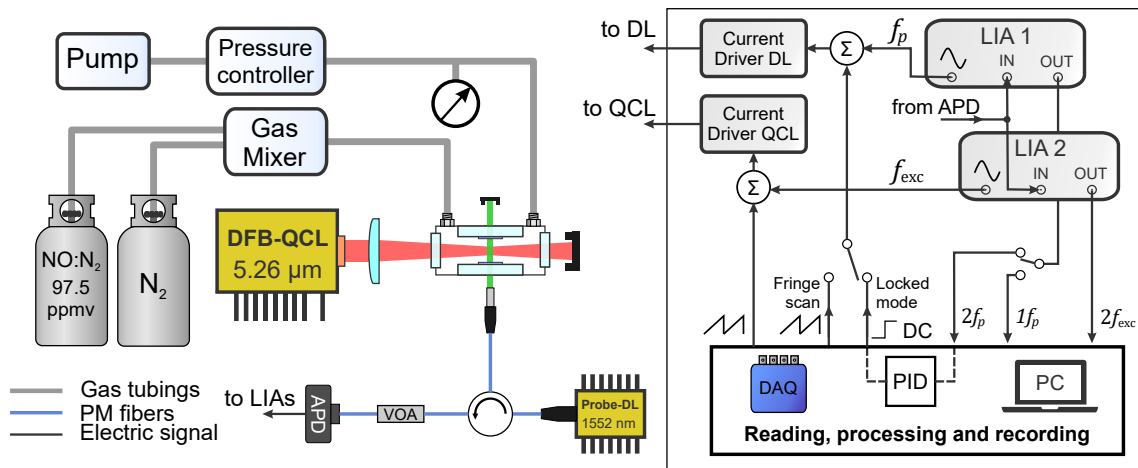 Pump
Pressure
controller
Gas
Mixer
NO:N₂
97.5
ppmv
N₂
DFB-QCL
5.26 µm
Gas tubings
PM fibers
Electric signal
to LIAs
APD
VOA
Probe-DL
1552 nm
to DL
Current
Driver DL
Σ
fₚ
LIA 1
IN
OUT
from APD
to QCL
Current
Driver QCL
Σ
f_exc
LIA 2
IN
OUT
Fringe
scan
Locked
mode
DC
2fₚ
1fₚ
2f_exc
DAQ
PID
PC
Reading, processing and recording